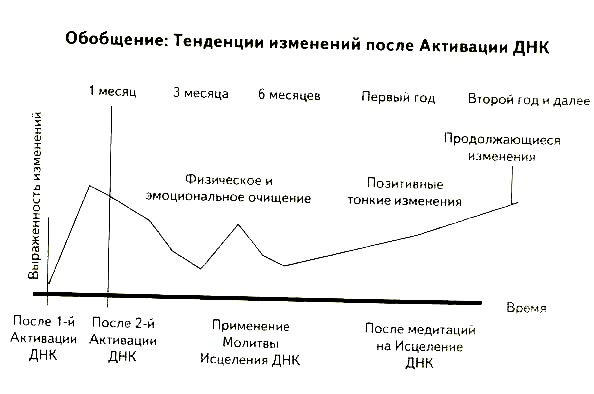 Обобщение: Тенденции изменений после Активации ДНК
1 месяц
3 месяца
6 месяцев
Первый год
Второй год и далее
Выраженность изменений
Продолжающиеся
изменения
Физическое и
эмоциональное очищение
Позитивные
тонкие изменения
Время
После 1-й
Активации
ДНК
После 2-й
Активации
ДНК
Применение
Молитвы
Исцеления ДНК
После медитаций
на Исцеление
ДНК